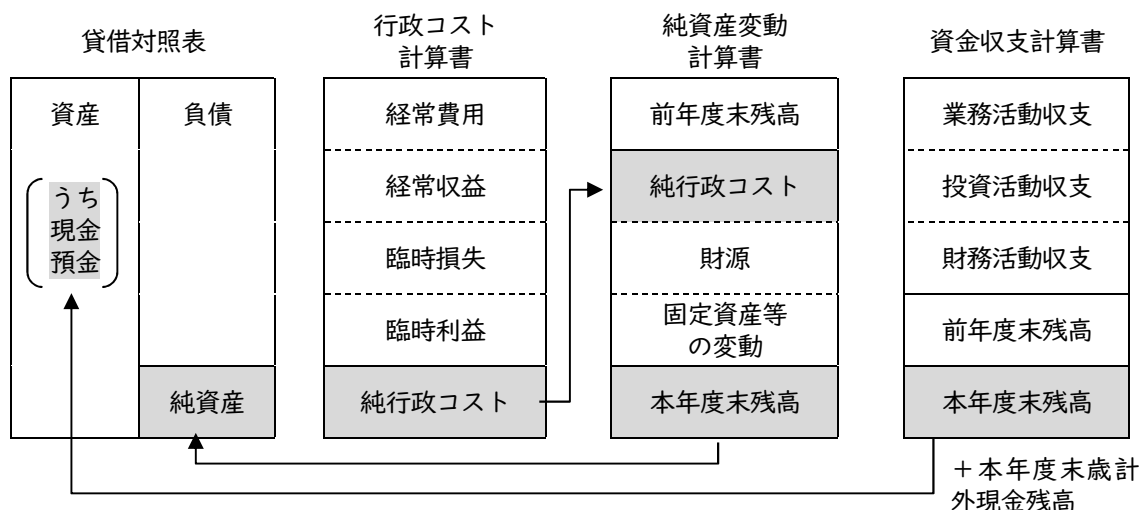 貸借対照表
資産
負債
うち
現金
預金
純資産
行政コスト
計算書
経常費用
経常収益
臨時損失
臨時利益
純行政コスト
純資産変動
計算書
前年度末残高
純行政コスト
財源
固定資産等
の変動
本年度末残高
資金収支計算書
業務活動収支
投資活動収支
財務活動収支
前年度末残高
本年度末残高
+本年度末歳計
外現金残高